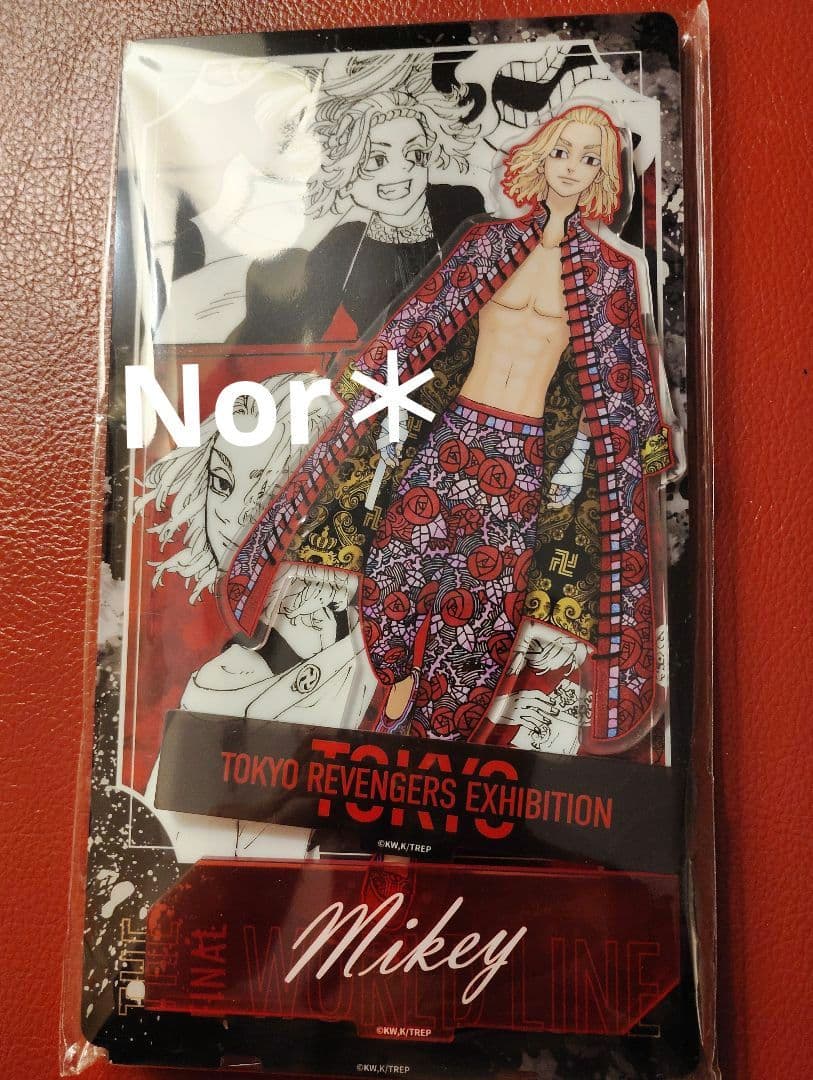 Nor*
TOKYO
TOKYO REVENGERS EXHIBITION
©KW,K/TREP
Mikey
THE
FINAL
WORLD LINE
©KW,K/TREP
©KW,K/TREP